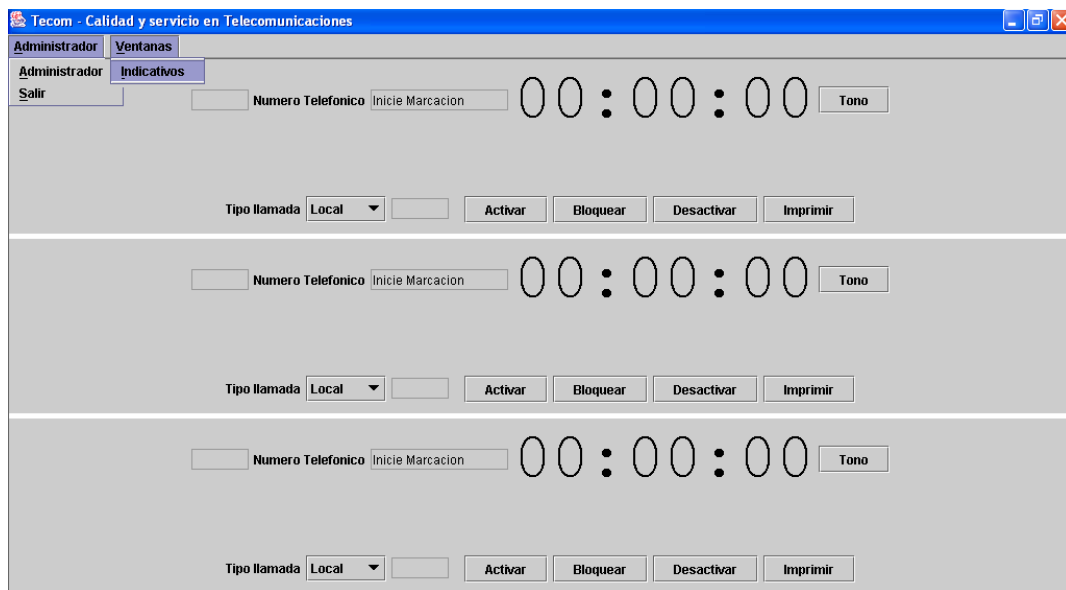 Tecom - Calidad y servicio en Telecomunicaciones
Administrador Ventanas
Administrador Indicativos
Salir
Numero Telefonico Inicie Marcacion 00:00:00 Tono
Tipo llamada Local Activar Bloquear Desactivar Imprimir
Numero Telefonico Inicie Marcacion 00:00:00 Tono
Tipo llamada Local Activar Bloquear Desactivar Imprimir
Numero Telefonico Inicie Marcacion 00:00:00 Tono
Tipo llamada Local Activar Bloquear Desactivar Imprimir